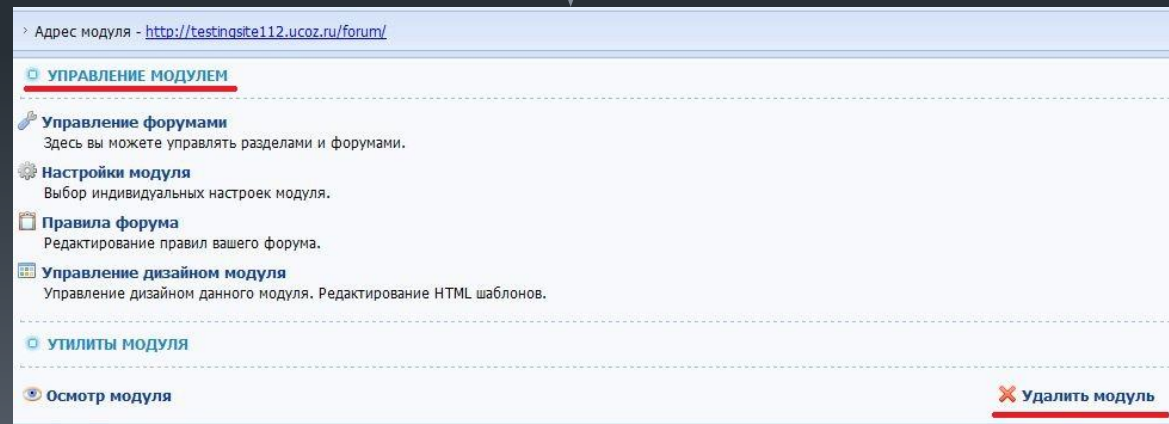 Адрес модуля - http://testingsite112.ucoz.ru/forum/
УПРАВЛЕНИЕ МОДУЛЕМ
Управление форумами
Здесь вы можете управлять разделами и форумами.
Настройки модуля
Выбор индивидуальных настроек модуля.
Правила форума
Редактирование правил вашего форума.
Управление дизайном модуля
Управление дизайном данного модуля. Редактирование HTML шаблонов.
УТИЛИТЫ МОДУЛЯ
Осмотр модуля Удалить модуль